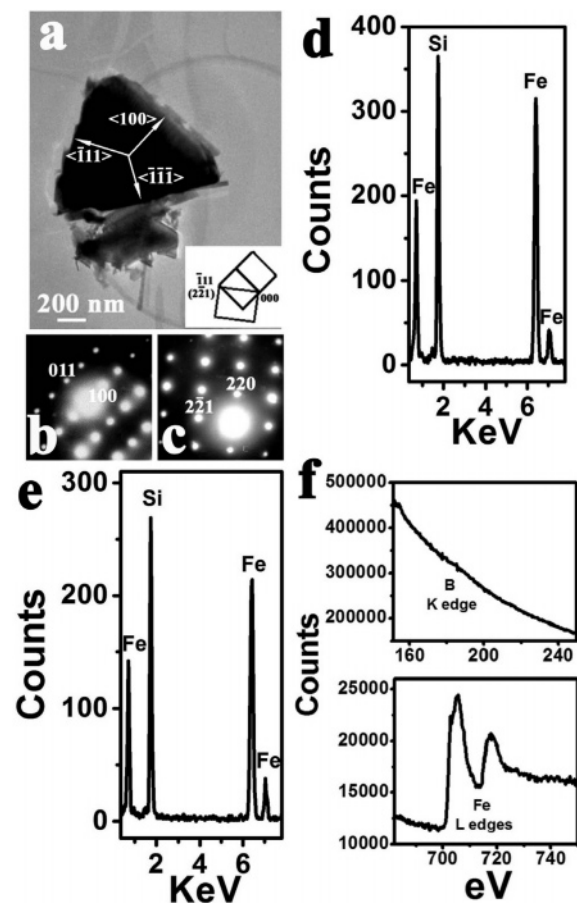 a
<100>
<1̄11>
<1̄1̄1̄>
200 nm
1̄11
(22̄1)
000
b
011
100
c
220
22̄1
d
Counts
400
300
200
100
0
Fe
Si
Fe
Fe
2 4 6
KeV
e
Counts
300
200
100
0
Fe
Si
Fe
Fe
2 4 6
KeV
f
Counts
500000
400000
300000
200000
B
K edge
160 200 240
25000
20000
15000
10000
Fe
L edges
700 720 740
eV